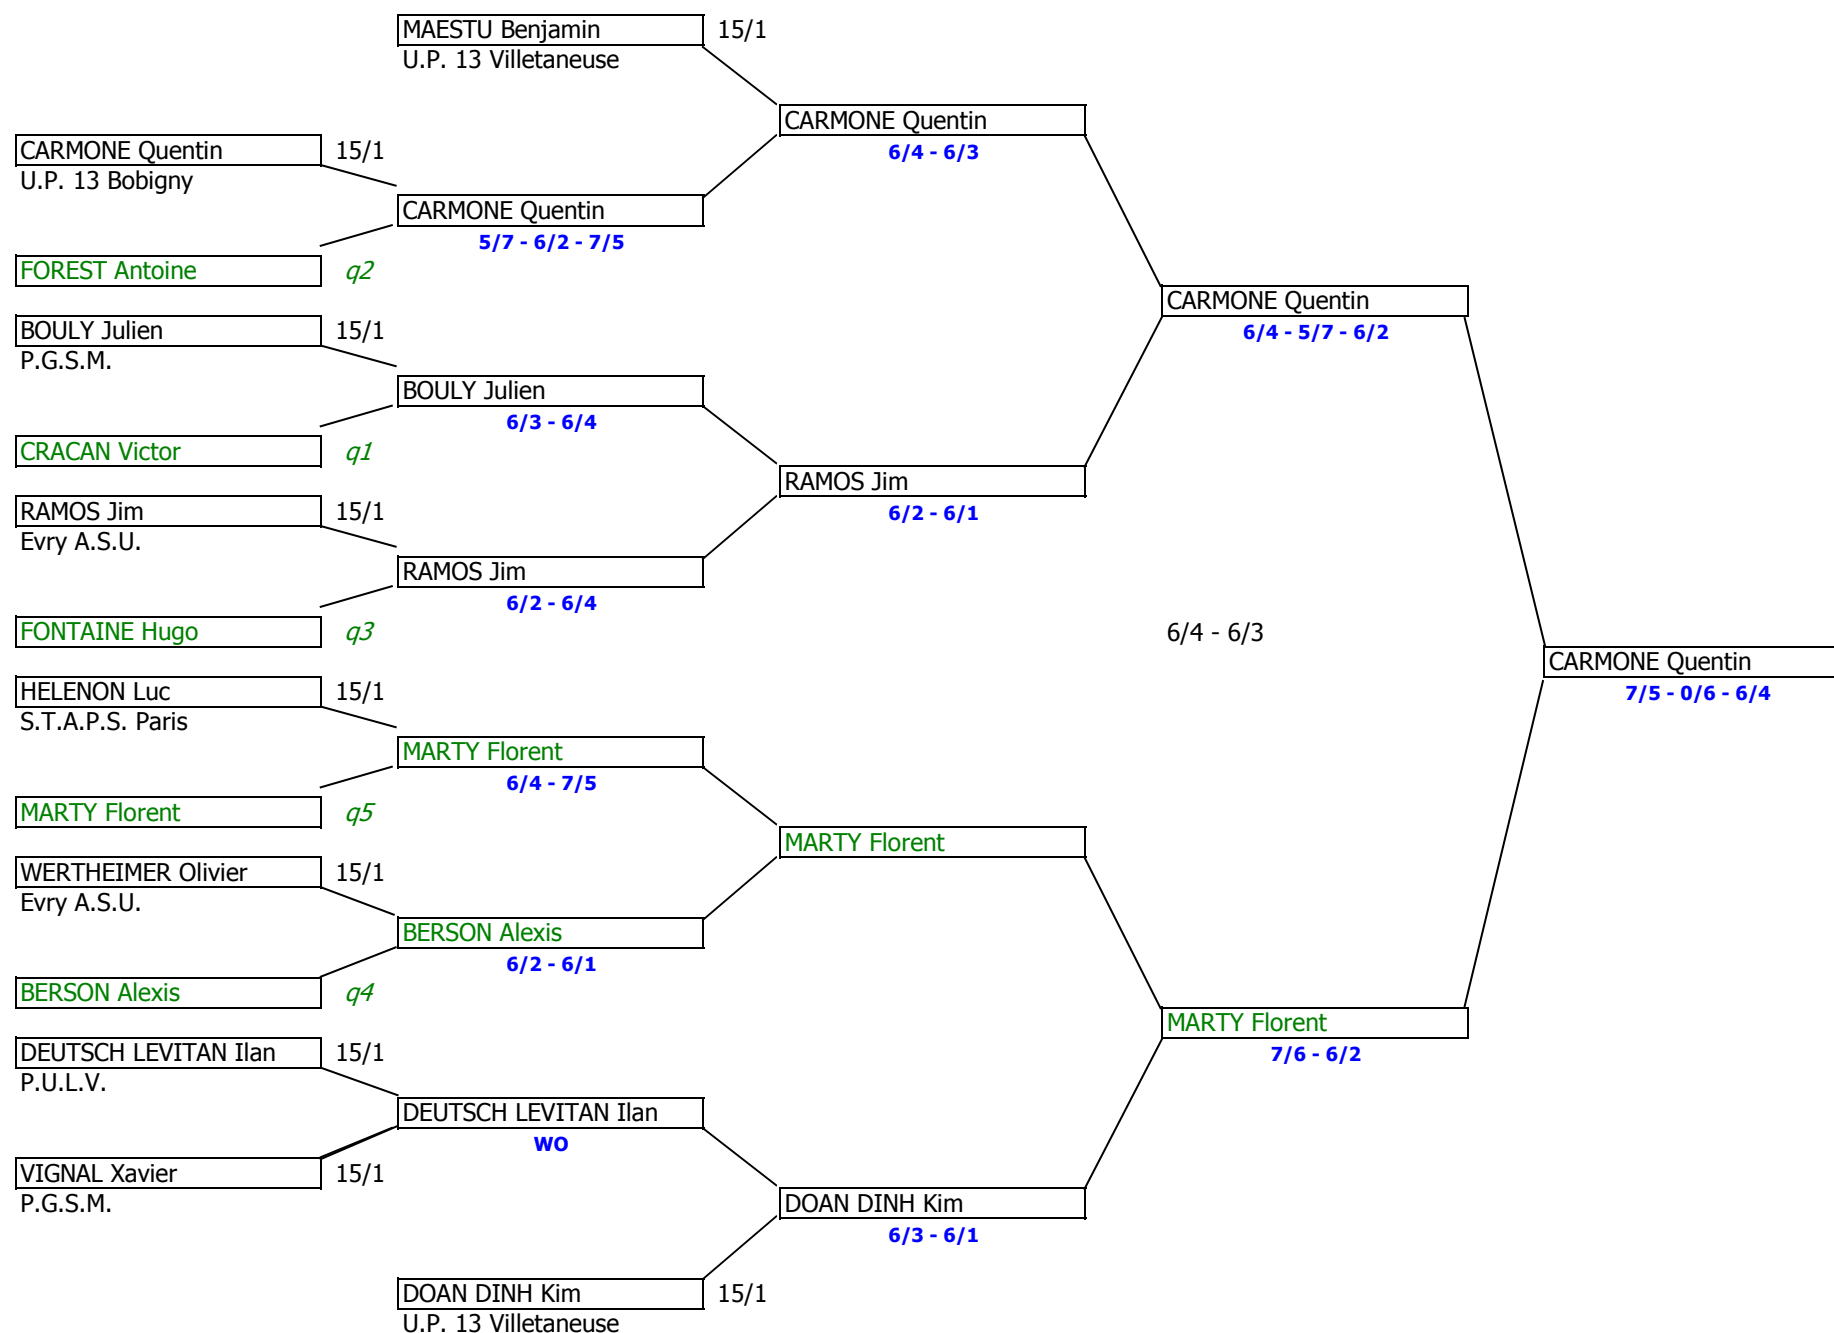 MAESTU Benjamin 15/1
U.P. 13 Villetaneuse
CARMONE Quentin
6/4 - 6/3
CARMONE Quentin 15/1
U.P. 13 Bobigny
CARMONE Quentin
5/7 - 6/2 - 7/5
FOREST Antoine q2
CARMONE Quentin
6/4 - 5/7 - 6/2
BOULY Julien 15/1
P.G.S.M.
BOULY Julien
6/3 - 6/4
CRACAN Victor q1
RAMOS Jim
6/2 - 6/1
RAMOS Jim 15/1
Evry A.S.U.
RAMOS Jim
6/2 - 6/4
FONTAINE Hugo q3
6/4 - 6/3
CARMONE Quentin
7/5 - 0/6 - 6/4
HELENON Luc 15/1
S.T.A.P.S. Paris
MARTY Florent
6/4 - 7/5
MARTY Florent q5
MARTY Florent
WERTHEIMER Olivier 15/1
Evry A.S.U.
BERSON Alexis
6/2 - 6/1
BERSON Alexis q4
MARTY Florent
7/6 - 6/2
DEUTSCH LEVITAN Ilan 15/1
P.U.L.V.
DEUTSCH LEVITAN Ilan
WO
VIGNAL Xavier 15/1
P.G.S.M.
DOAN DINH Kim
6/3 - 6/1
DOAN DINH Kim 15/1
U.P. 13 Villetaneuse